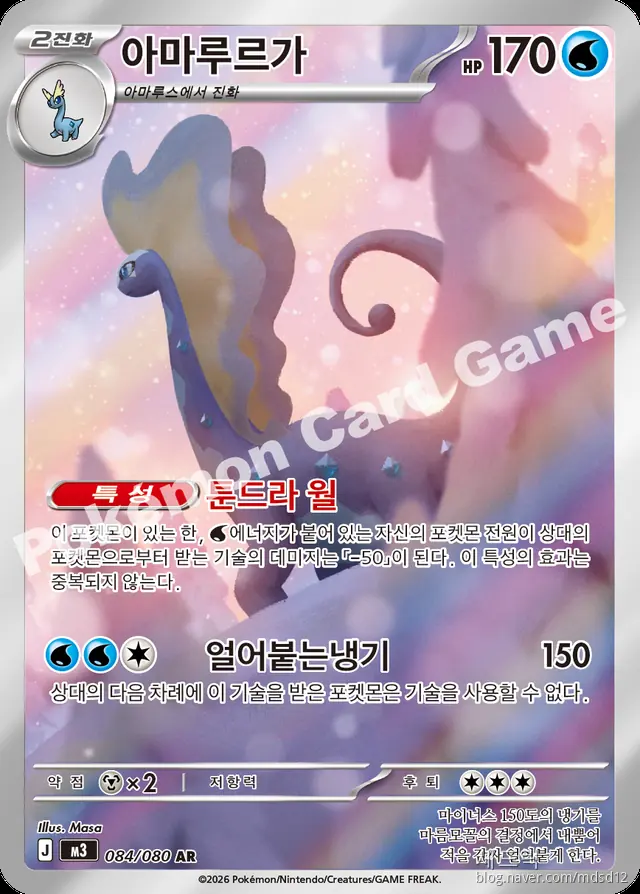 2진화
아마루르가
HP 170
아마루스에서 진화
특성 툰드라 월
이 포켓몬이 있는 한, 에너지가 붙어 있는 자신의 포켓몬 전원이 상대의
포켓몬으로부터 받는 기술의 데미지는 「-50」이 된다. 이 특성의 효과는
중복되지 않는다.
얼어붙는냉기 150
상대의 다음 차례에 이 기술을 받은 포켓몬은 기술을 사용할 수 없다.
약점 ×2 저항력 후퇴
Illus. Masa
J M3 084/080 AR
마이너스 150도의 냉기를
마름모꼴의 결정에서 내뿜어
적을 감싸 얼어붙게 한다.
©2026 Pokémon/Nintendo/Creatures/GAME FREAK.
Pokémon Card Game
blog.naver.com/mdsd12